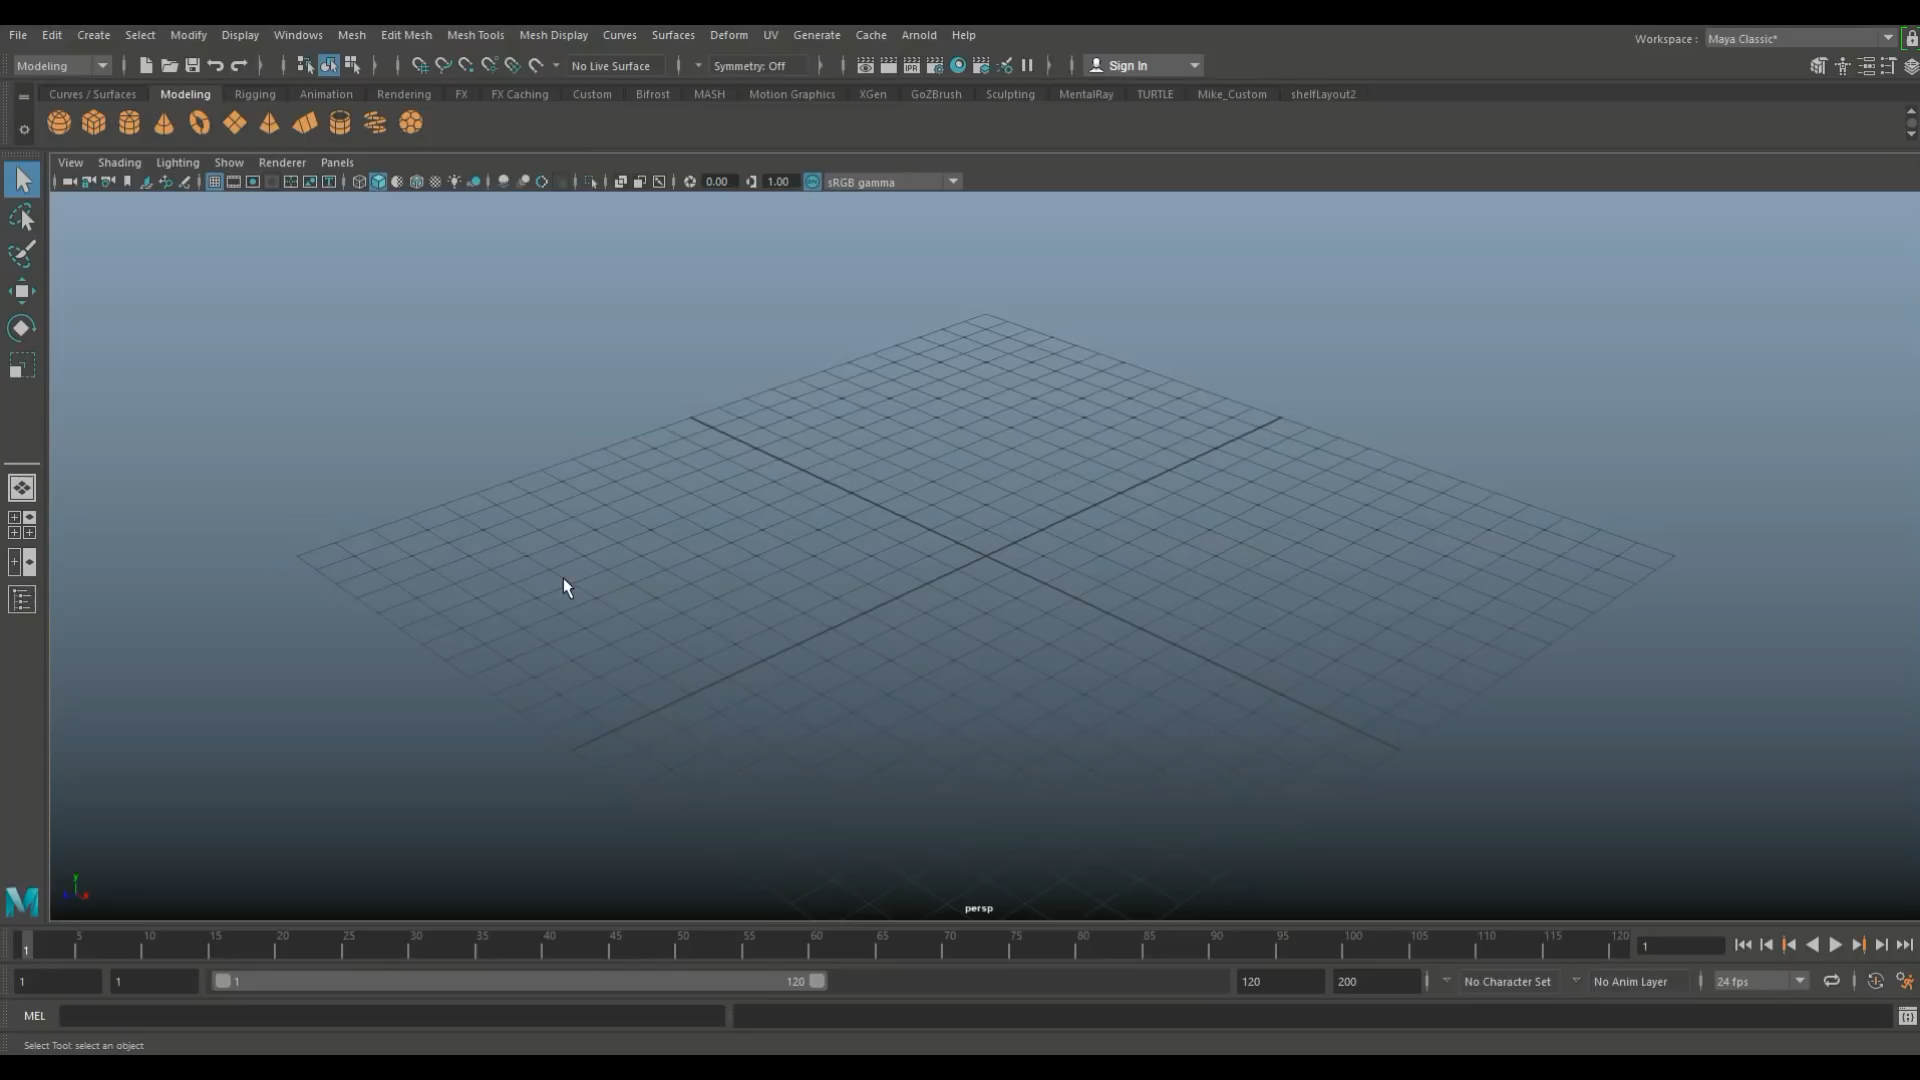 File Edit Create Select Modify Display Windows Mesh Edit Mesh Mesh Tools Mesh Display Curves Surfaces Deform UV Generate Cache Arnold Help
Workspace : Maya Classic*
Modeling No Live Surface Symmetry: Off Sign In
Curves / Surfaces Modeling Rigging Animation Rendering FX FX Caching Custom Bifrost MASH Motion Graphics XGen GoZBrush Sculpting MentalRay TURTLE Mike_Custom shelfLayout2
View Shading Lighting Show Renderer Panels
0.00 1.00 sRGB gamma
y
persp
5 10 15 20 25 30 35 40 45 50 55 60 65 70 75 80 85 90 95 100 105 110 115 120
1 1
1 1 1 120 120 200 No Character Set No Anim Layer 24 fps
MEL
Select Tool: select an object